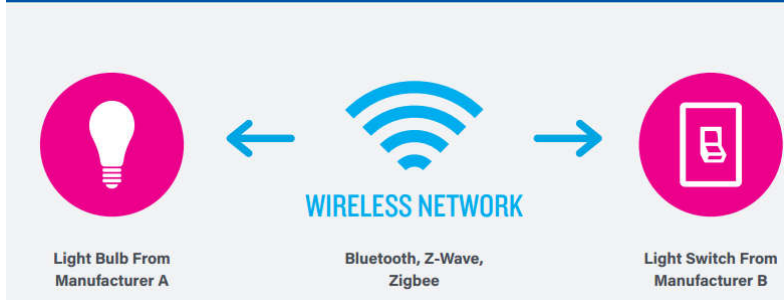 WIRELESS NETWORK
Light Bulb From
Manufacturer A
Bluetooth, Z-Wave,
Zigbee
Light Switch From
Manufacturer B